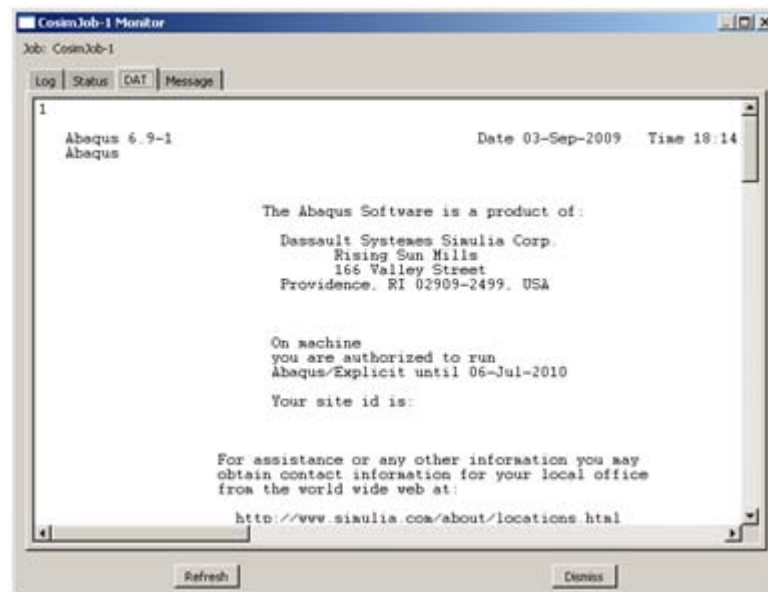 CosimJob-1 Monitor
Job: CosimJob-1
Log Status DAT Message
1
Abaqus 6.9-1 Date 03-Sep-2009 Time 18:14
Abaqus
The Abaqus Software is a product of:
Dassault Systemes Simulia Corp.
Rising Sun Mills
166 Valley Street
Providence, RI 02909-2499, USA
On machine
you are authorized to run
Abaqus/Explicit until 06-Jul-2010
Your site id is:
For assistance or any other information you may
obtain contact information for your local office
from the world wide web at:
http://www.simulia.com/about/locations.html
Refresh Dismiss